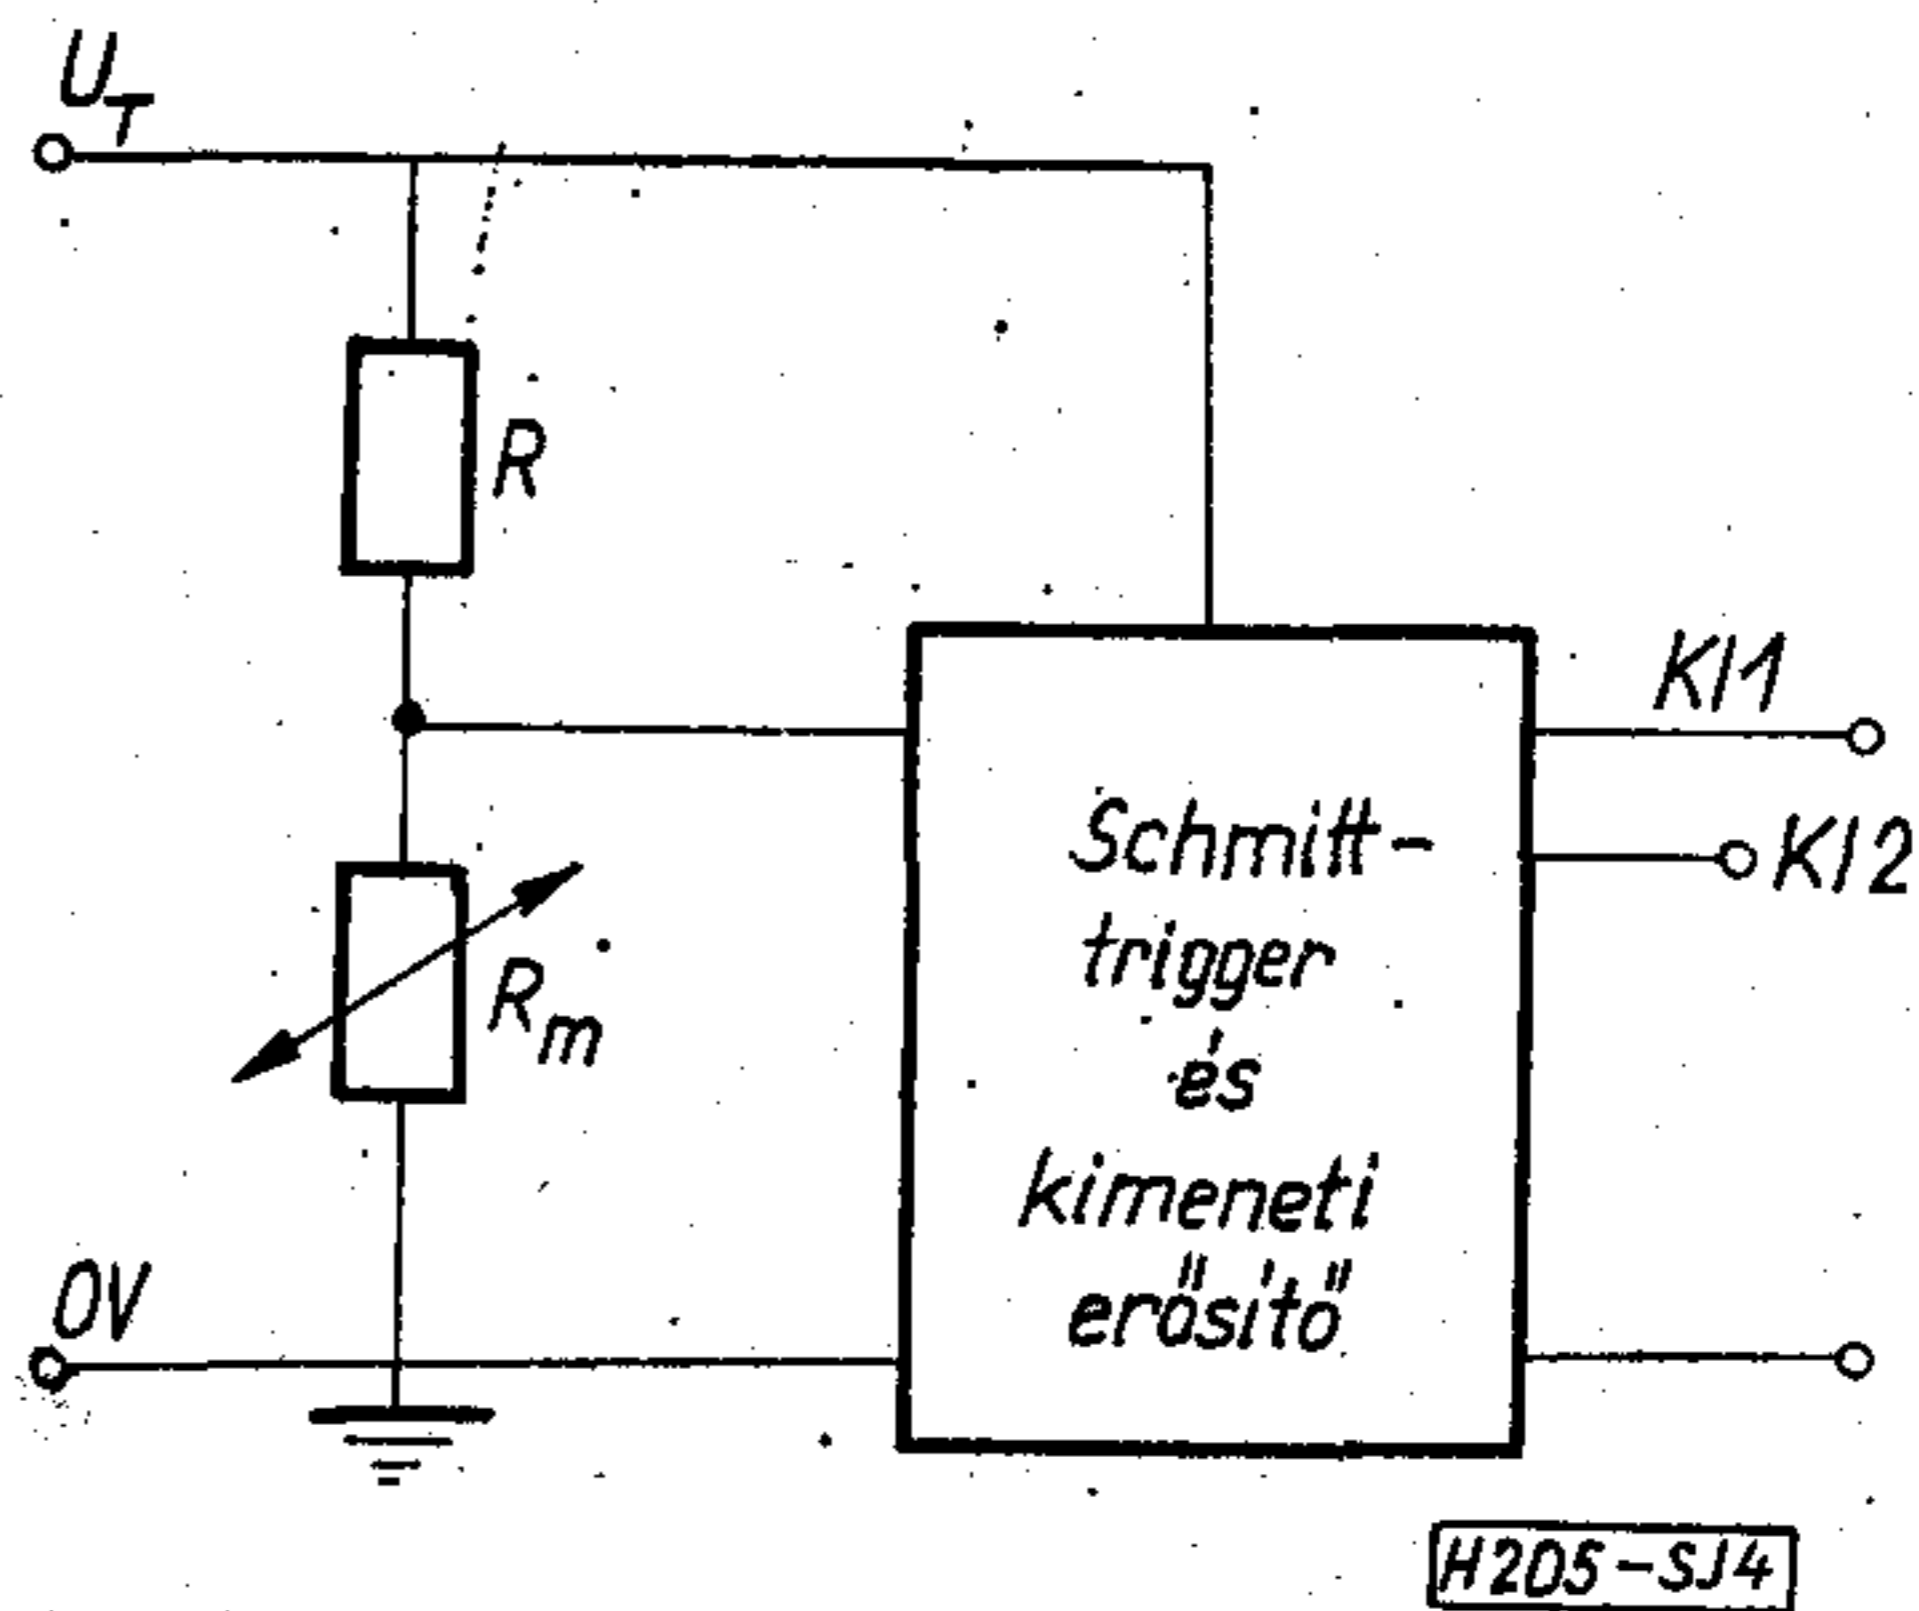 U_T
R
KI1
KI2
Schmitt-
trigger
és
kimeneti
erősítő
R_m
0V
H205-SJ4